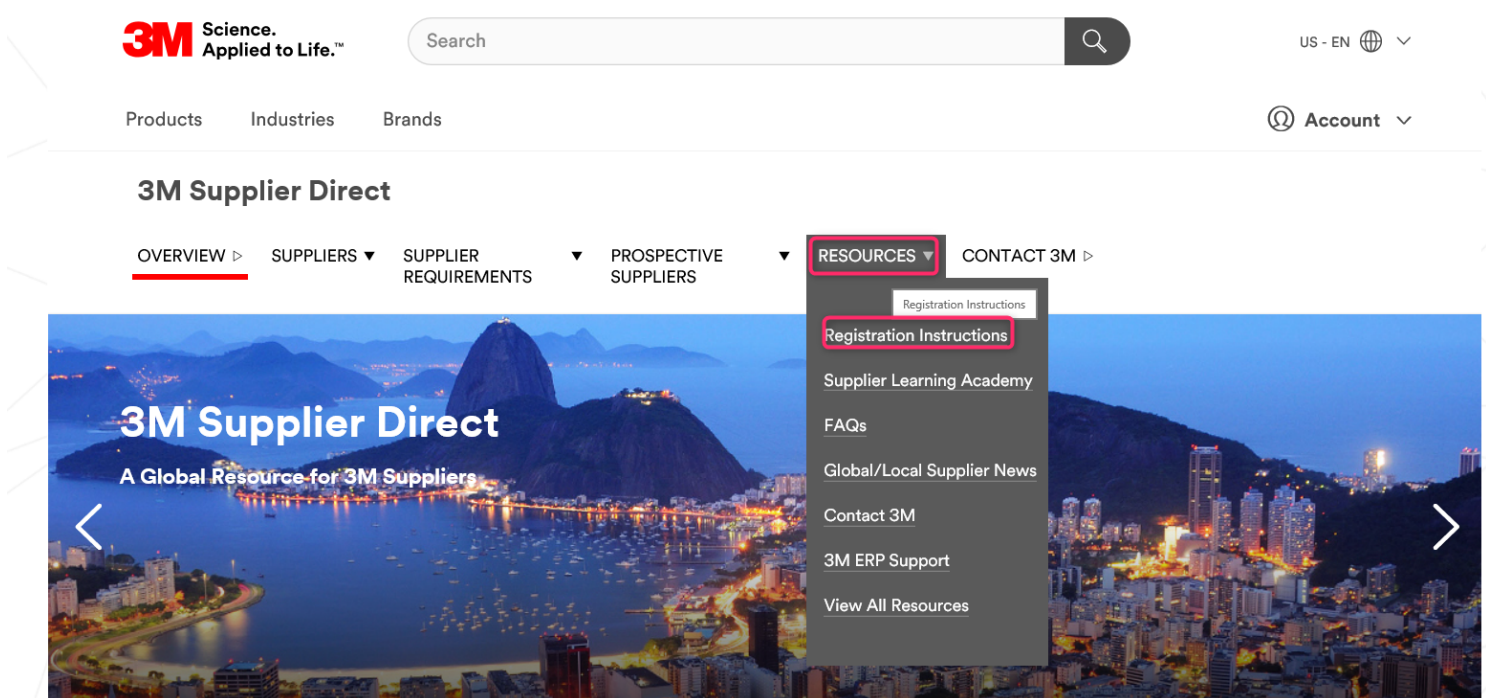 3M Science.
Applied to Life.™
Search
US - EN
Products Industries Brands
Account
3M Supplier Direct
OVERVIEW SUPPLIERS SUPPLIER REQUIREMENTS PROSPECTIVE SUPPLIERS RESOURCES CONTACT 3M
Registration Instructions
Registration Instructions
Supplier Learning Academy
FAQs
Global/Local Supplier News
Contact 3M
3M ERP Support
View All Resources
3M Supplier Direct
A Global Resource for 3M Suppliers